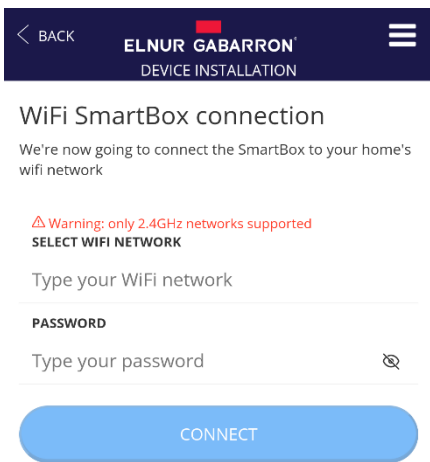 BACK
ELNUR GABARRON
DEVICE INSTALLATION
WiFi SmartBox connection
We're now going to connect the SmartBox to your home's
wifi network
Warning: only 2.4GHz networks supported
SELECT WIFI NETWORK
Type your WiFi network
PASSWORD
Type your password
CONNECT